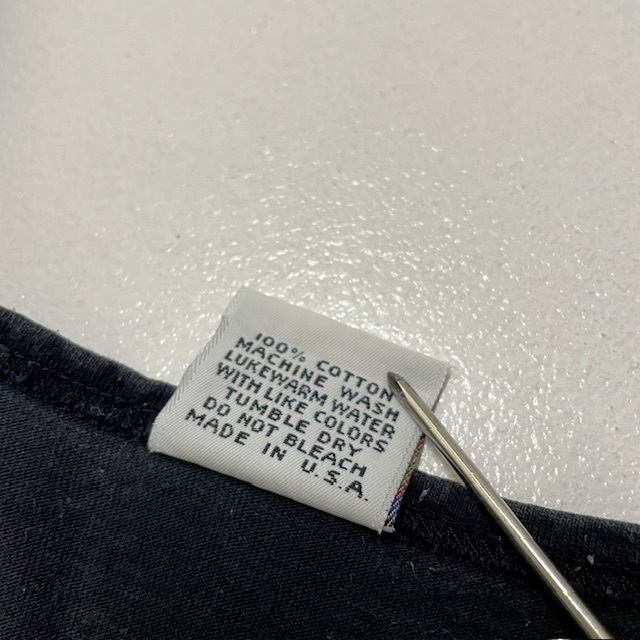 100% COTTON
MACHINE WASH
LUKEWARM WATER
WITH LIKE COLORS
TUMBLE DRY
DO NOT BLEACH
MADE IN U.S.A.